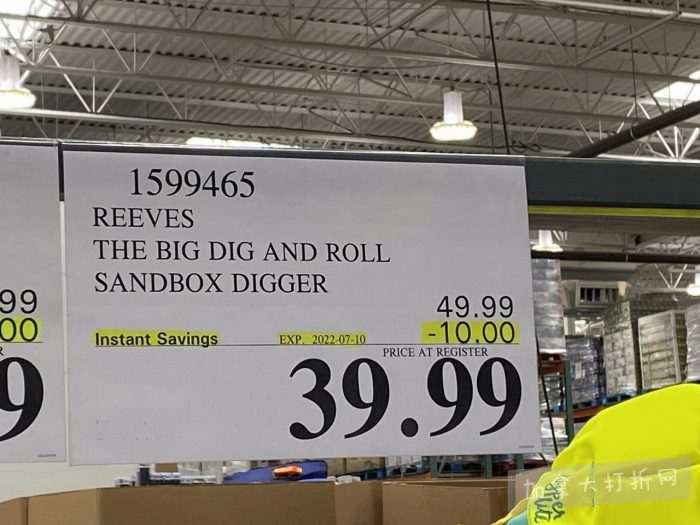 1599465
REEVES
THE BIG DIG AND ROLL
SANDBOX DIGGER
49.99
Instant Savings EXP. 2022-07-10 -10.00
PRICE AT REGISTER
39.99
99
00
R
9
加拿大打折网